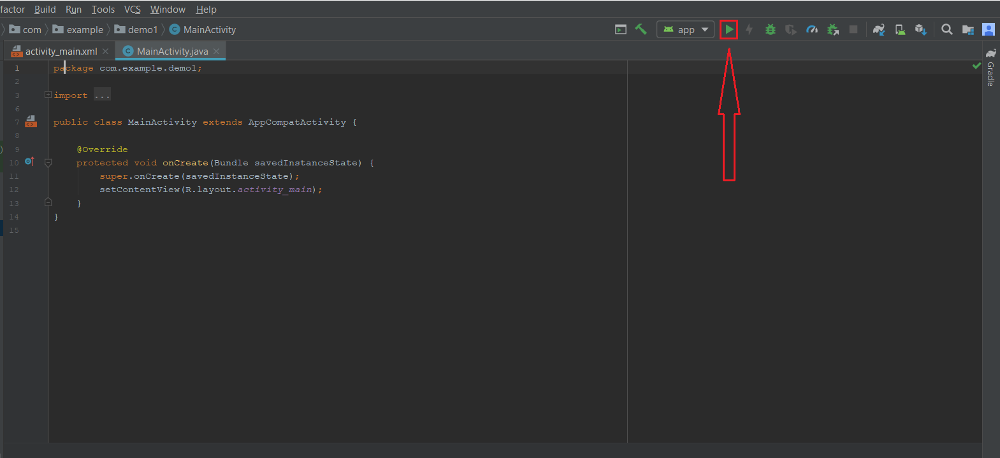 factor Build Run Tools VCS Window Help
com example demo1 MainActivity app
activity_main.xml MainActivity.java
Gradle
1 package com.example.demo1;
2
3 import ...
6
7 public class MainActivity extends AppCompatActivity {
8
9 @Override
10 protected void onCreate(Bundle savedInstanceState) {
11 super.onCreate(savedInstanceState);
12 setContentView(R.layout.activity_main);
13 }
14 }
15